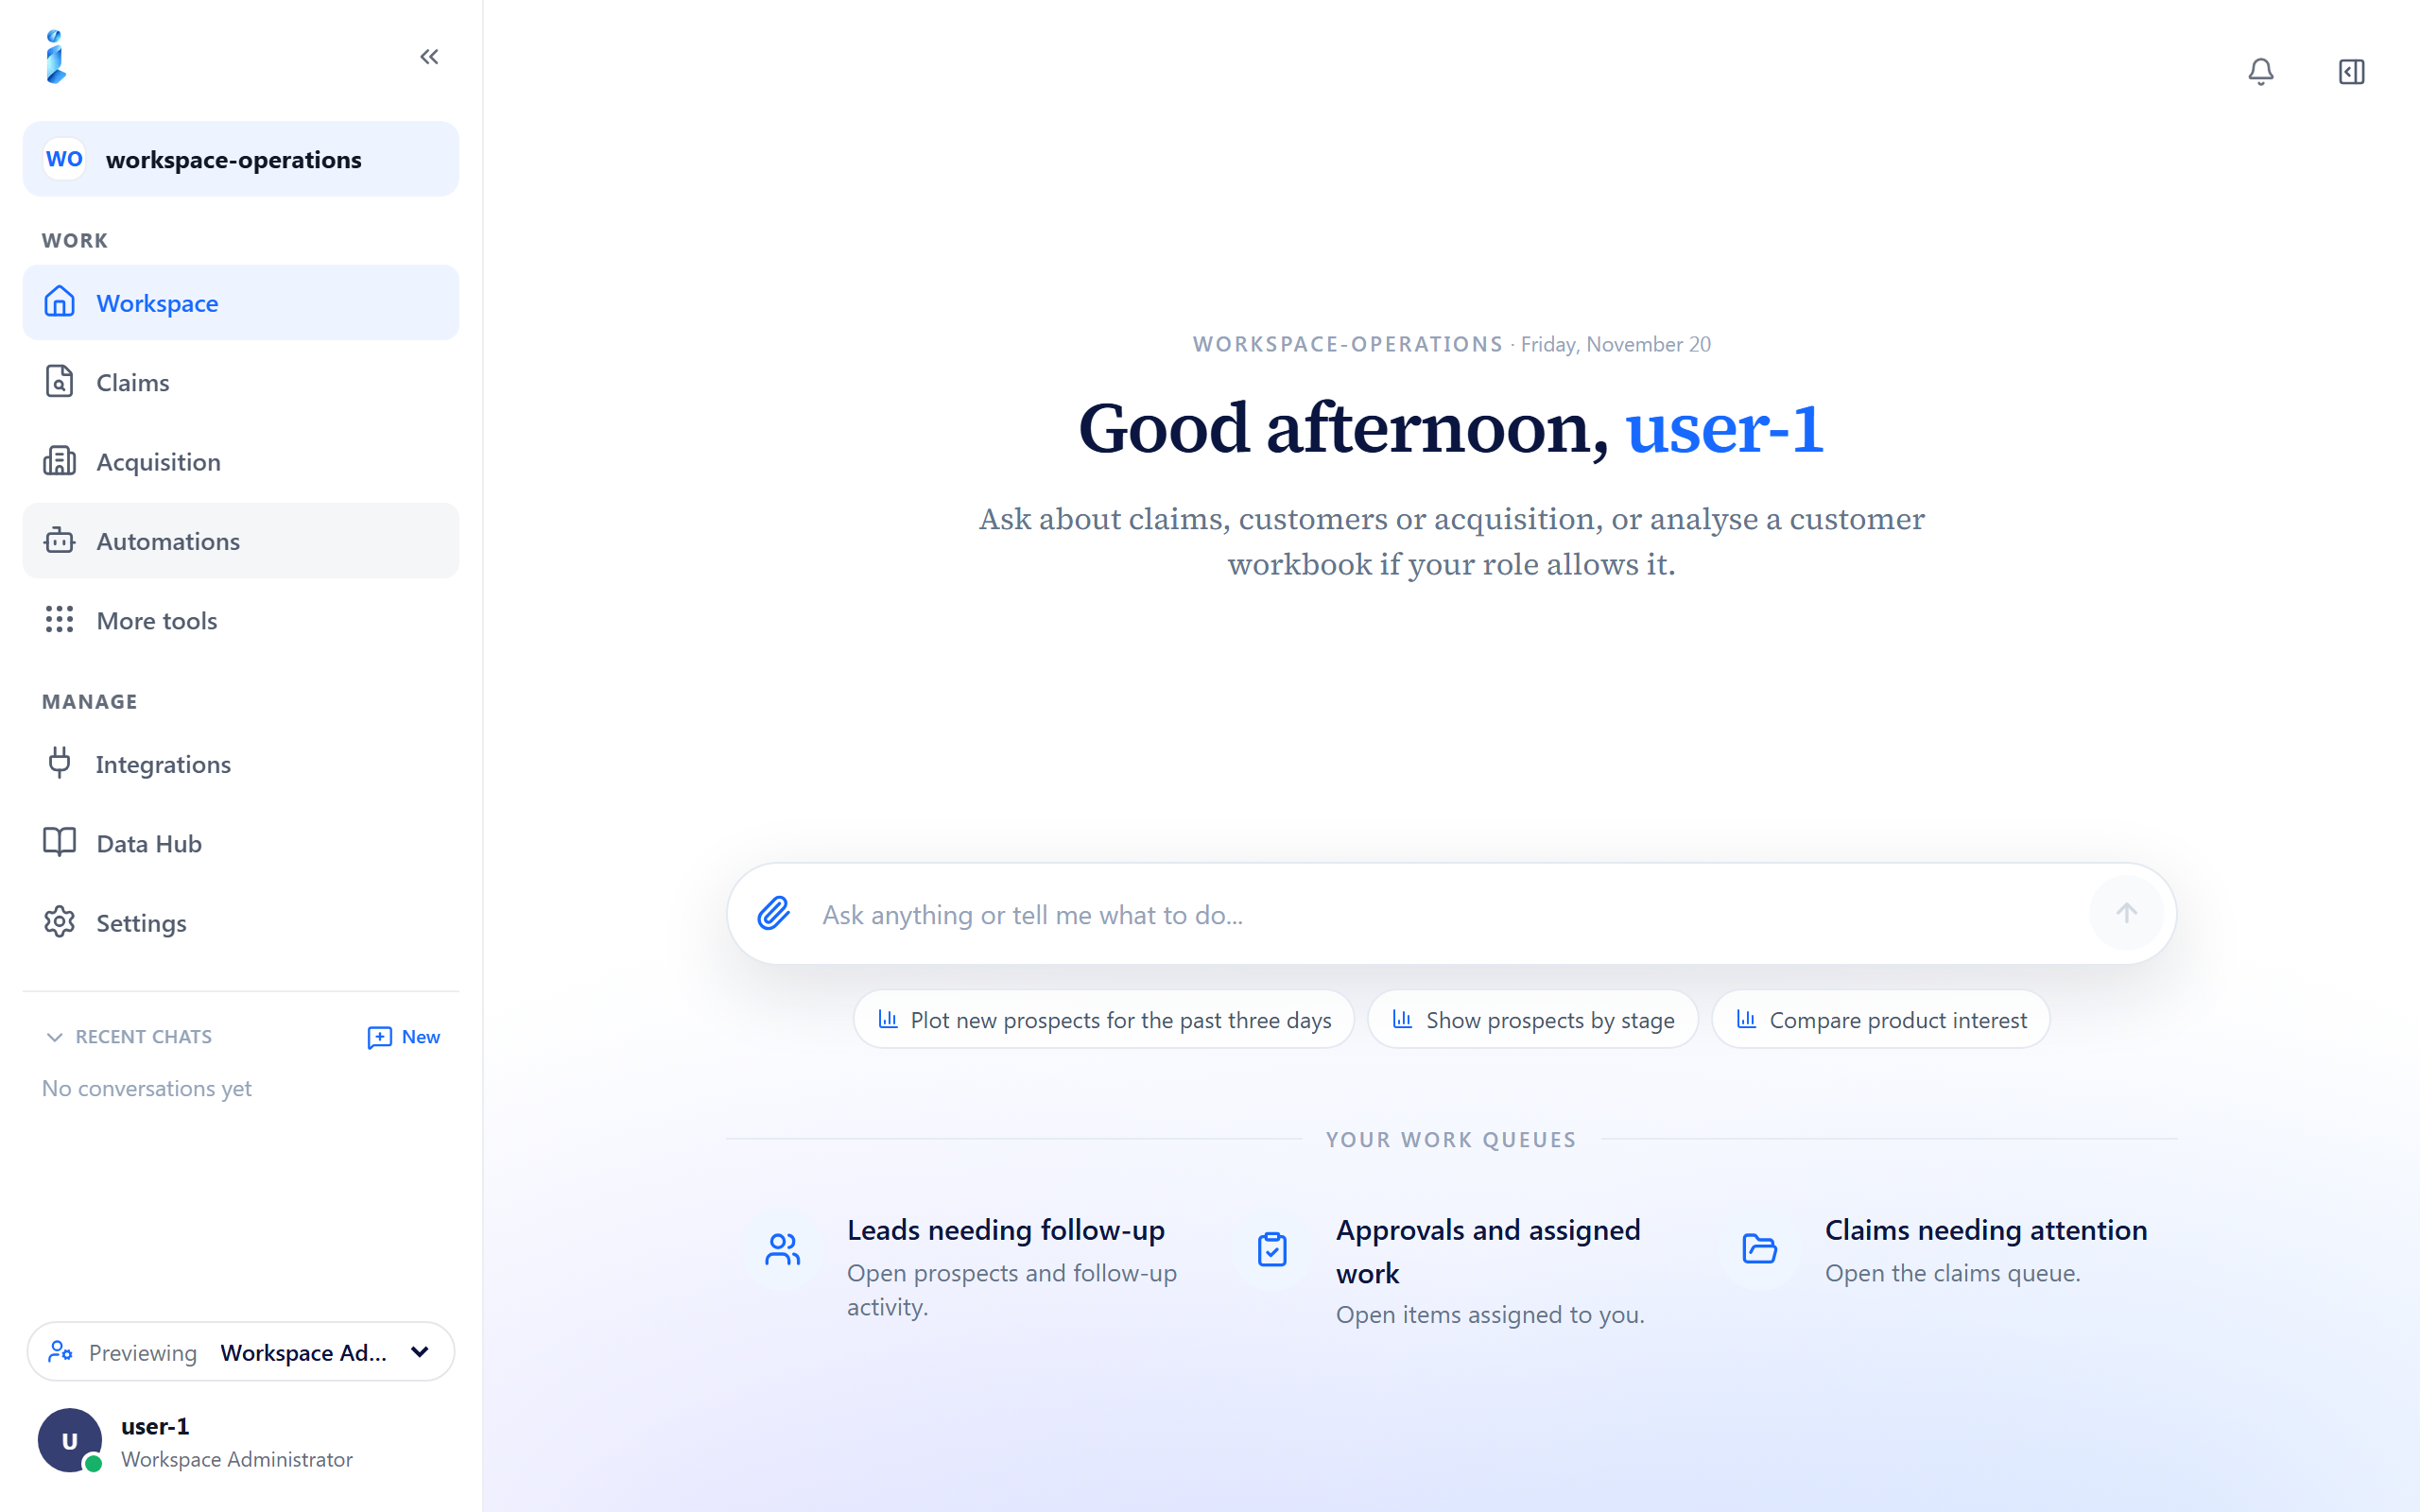 WO workspace-operations
WORK
Workspace
Claims
Acquisition
Automations
More tools
MANAGE
Integrations
Data Hub
Settings
RECENT CHATS New
No conversations yet
Previewing Workspace Ad...
U user-1
Workspace Administrator
WORKSPACE-OPERATIONS · Friday, November 20
Good afternoon, user-1
Ask about claims, customers or acquisition, or analyse a customer
workbook if your role allows it.
Ask anything or tell me what to do...
Plot new prospects for the past three days
Show prospects by stage
Compare product interest
YOUR WORK QUEUES
Leads needing follow-up
Open prospects and follow-up
activity.
Approvals and assigned
work
Open items assigned to you.
Claims needing attention
Open the claims queue.